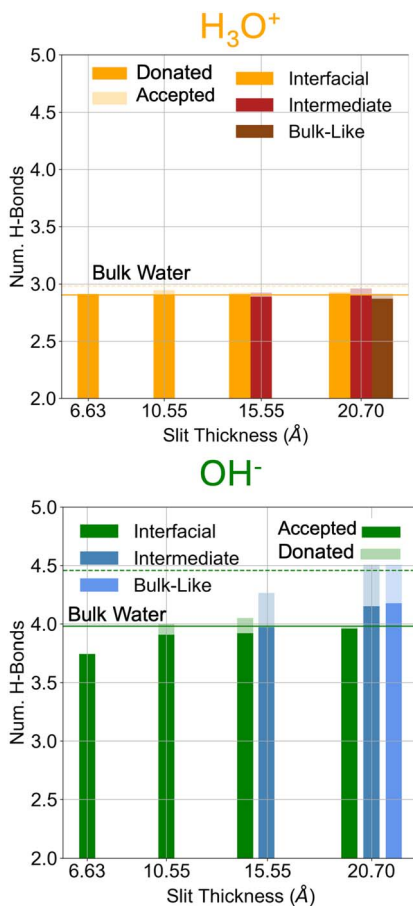 H₃O⁺
Donated
Accepted
Interfacial
Intermediate
Bulk-Like
Bulk Water
Num. H-Bonds
5.0
4.5
4.0
3.5
3.0
2.5
2.0
6.63 10.55 15.55 20.70
Slit Thickness (Å)
OH⁻
Interfacial
Intermediate
Bulk-Like
Accepted
Donated
Bulk Water
Num. H-Bonds
5.0
4.5
4.0
3.5
3.0
2.5
2.0
6.63 10.55 15.55 20.70
Slit Thickness (Å)